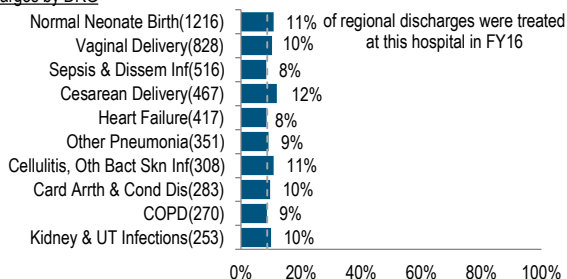 Normal Neonate Birth(1216) 11% of regional discharges were treated
at this hospital in FY16
Vaginal Delivery(828) 10%
Sepsis & Dissem Inf(516) 8%
Cesarean Delivery(467) 12%
Heart Failure(417) 8%
Other Pneumonia(351) 9%
Cellulitis, Oth Bact Skn Inf(308) 11%
Card Arrth & Cond Dis(283) 10%
COPD(270) 9%
Kidney & UT Infections(253) 10%
0% 20% 40% 60% 80% 100%